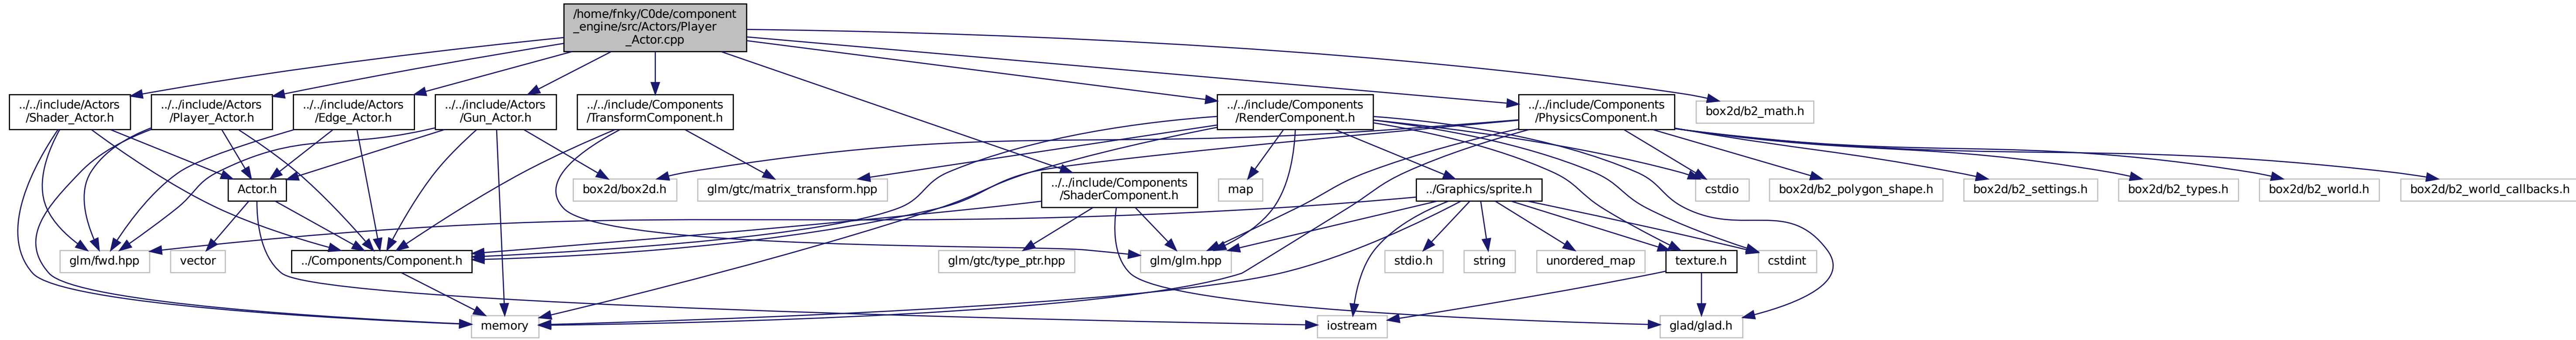 /home/fnky/C0de/component
_engine/src/Actors/Player
_Actor.cpp
../../include/Actors
/Shader_Actor.h
../../include/Actors
/Player_Actor.h
../../include/Actors
/Edge_Actor.h
../../include/Actors
/Gun_Actor.h
../../include/Components
/TransformComponent.h
../../include/Components
/RenderComponent.h
../../include/Components
/PhysicsComponent.h
box2d/b2_math.h
Actor.h
box2d/box2d.h
glm/gtc/matrix_transform.hpp
../../include/Components
/ShaderComponent.h
map
../Graphics/sprite.h
cstdio
box2d/b2_polygon_shape.h
box2d/b2_settings.h
box2d/b2_types.h
box2d/b2_world.h
box2d/b2_world_callbacks.h
glm/fwd.hpp
vector
../Components/Component.h
glm/gtc/type_ptr.hpp
glm/glm.hpp
stdio.h
string
unordered_map
texture.h
cstdint
memory
iostream
glad/glad.h